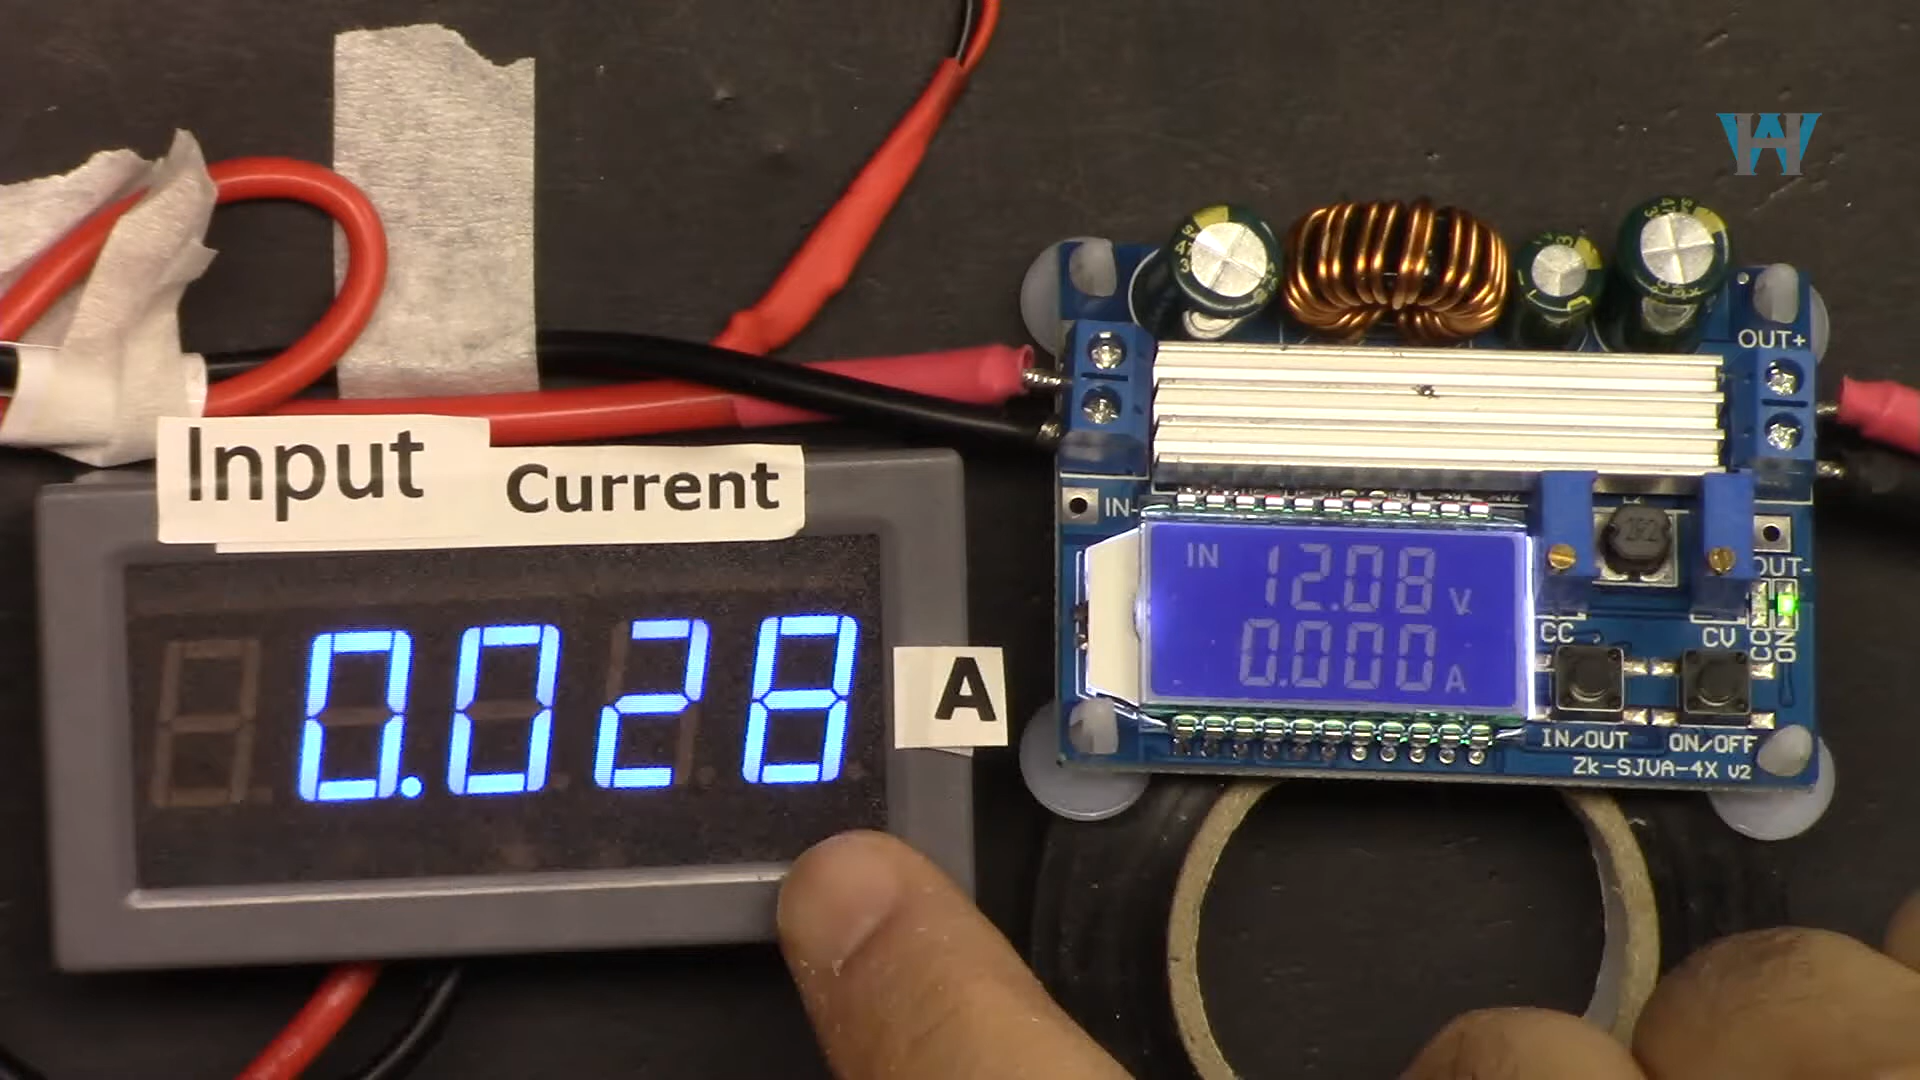 Input Current
0.028 A
OUT+
IN-
IN 12.08 V
0.000 A
OUT-
CC
CV
CC
ON
IN/OUT ON/OFF
Zk-SJVA-4X V2